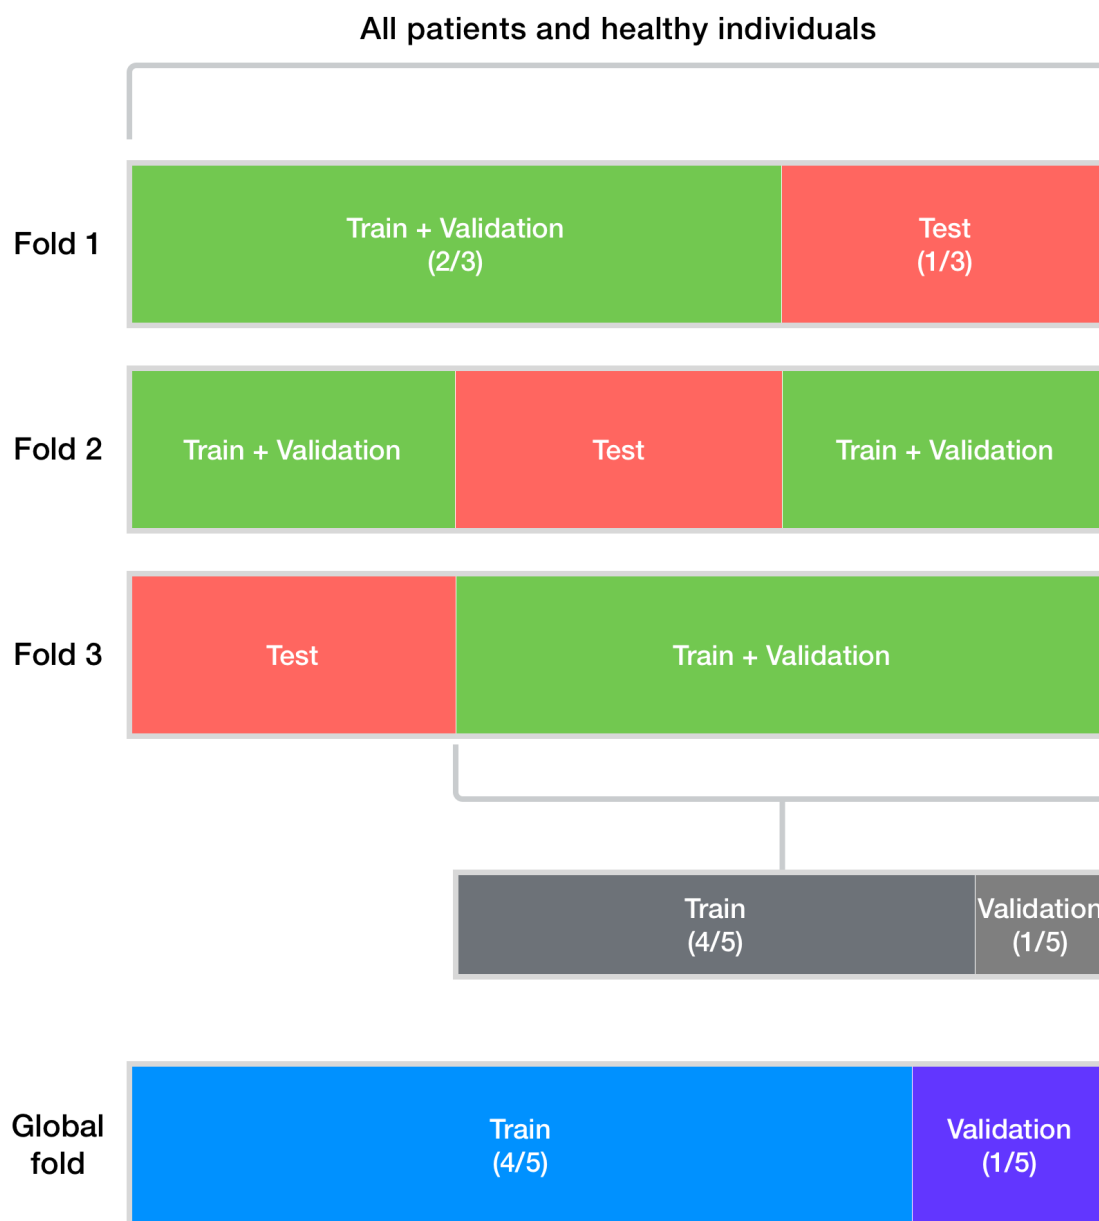 All patients and healthy individuals
Fold 1
Train + Validation
(2/3)
Test
(1/3)
Fold 2
Train + Validation
Test
Train + Validation
Fold 3
Test
Train + Validation
Train
(4/5)
Validation
(1/5)
Global
fold
Train
(4/5)
Validation
(1/5)